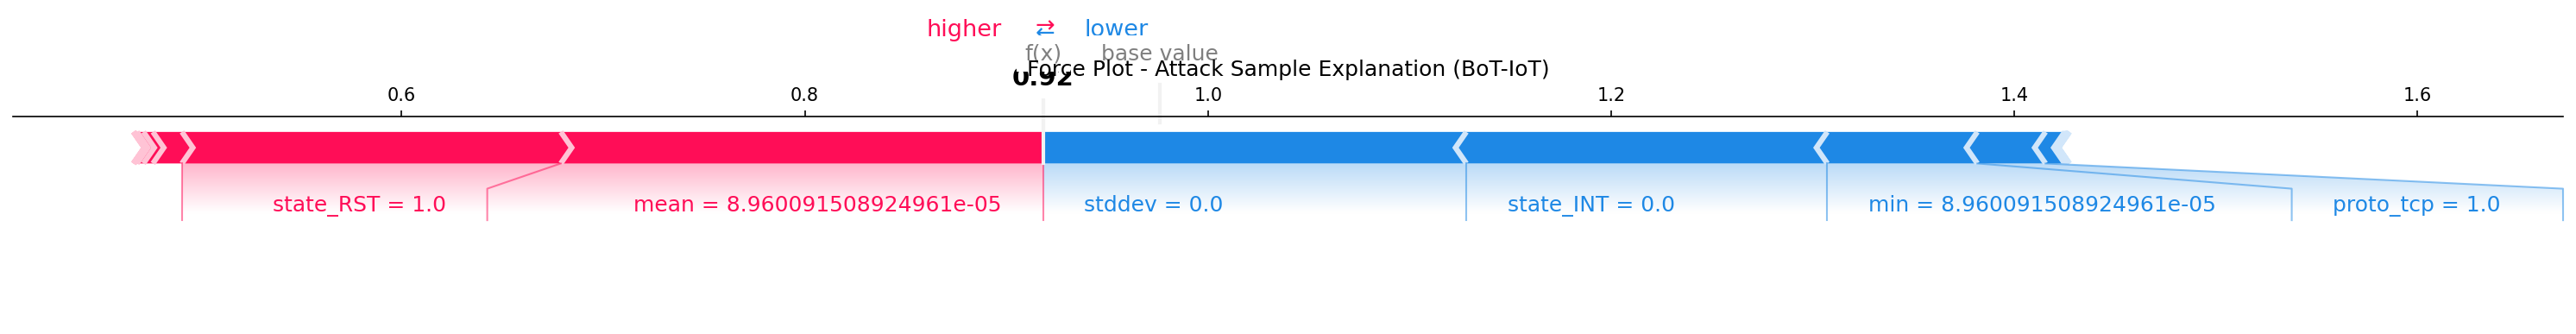 higher ⇄ lower
f(x) base value
Force Plot - Attack Sample Explanation (BoT-IoT)
0.92
0.6 0.8 1.0 1.2 1.4 1.6
state_RST = 1.0 mean = 8.960091508924961e-05 stddev = 0.0 state_INT = 0.0 min = 8.960091508924961e-05 proto_tcp = 1.0